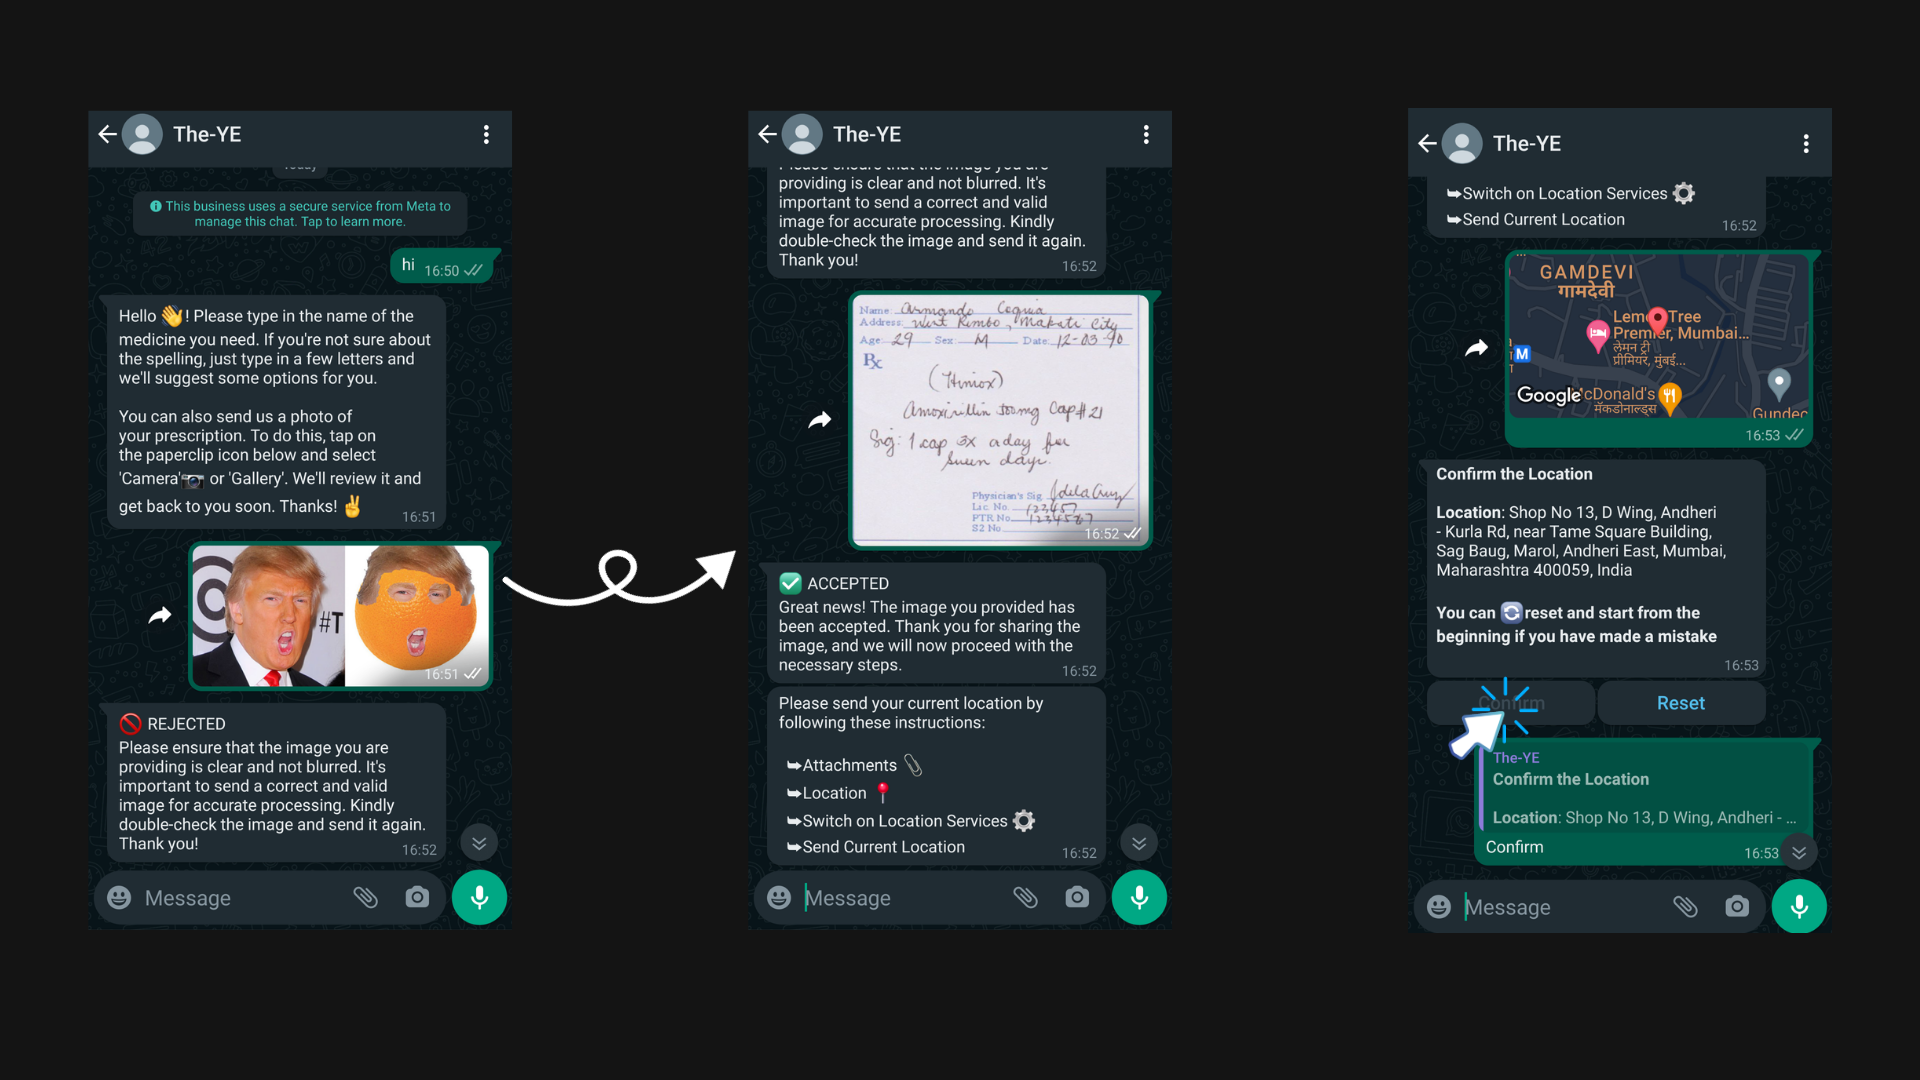 The-YE
Today
This business uses a secure service from Meta to
manage this chat. Tap to learn more.
hi 16:50
Hello 👋! Please type in the name of the
medicine you need. If you're not sure about
the spelling, just type in a few letters and
we'll suggest some options for you.
You can also send us a photo of
your prescription. To do this, tap on
the paperclip icon below and select
'Camera'📷 or 'Gallery'. We'll review it and
get back to you soon. Thanks! ✌
16:51
#T
16:51
🚫 REJECTED
Please ensure that the image you are
providing is clear and not blurred. It's
important to send a correct and valid
image for accurate processing. Kindly
double-check the image and send it again.
Thank you!
16:52
Message
The-YE
Please ensure that the image you are
providing is clear and not blurred. It's
important to send a correct and valid
image for accurate processing. Kindly
double-check the image and send it again.
Thank you!
16:52
Name: Armando
Address: West Rembo, Makati City
Age: 29 Sex: M Date: 12-03-90
Rx
(Himox)
Amoxicillin 500mg Cap #21
Sig: 1 cap 3x a day for
seven days.
Physician's Sig.
Lic. No. 123457
PTR No. 1234567
S2 No.
16:52
✅ ACCEPTED
Great news! The image you provided has
been accepted. Thank you for sharing the
image, and we will now proceed with the
necessary steps.
16:52
Please send your current location by
following these instructions:
➥Attachments 📎
➥Location 📍
➥Switch on Location Services ⚙
➥Send Current Location
16:52
Message
The-YE
➥Switch on Location Services ⚙
➥Send Current Location
16:52
GAMDEVI
गामदेवी
Lemon Tree
Premier, Mumbai...
लेमन ट्री
प्रीमियर, मुंबई...
M
Google
cDonald's
मॅकडोनाल्ड्स
Gundec
16:53
Confirm the Location
Location: Shop No 13, D Wing, Andheri
- Kurla Rd, near Tame Square Building,
Sag Baug, Marol, Andheri East, Mumbai,
Maharashtra 400059, India
You can 🔄reset and start from the
beginning if you have made a mistake
16:53
Confirm
Reset
The-YE
Confirm the Location
Location: Shop No 13, D Wing, Andheri - ...
Confirm
16:53
Message